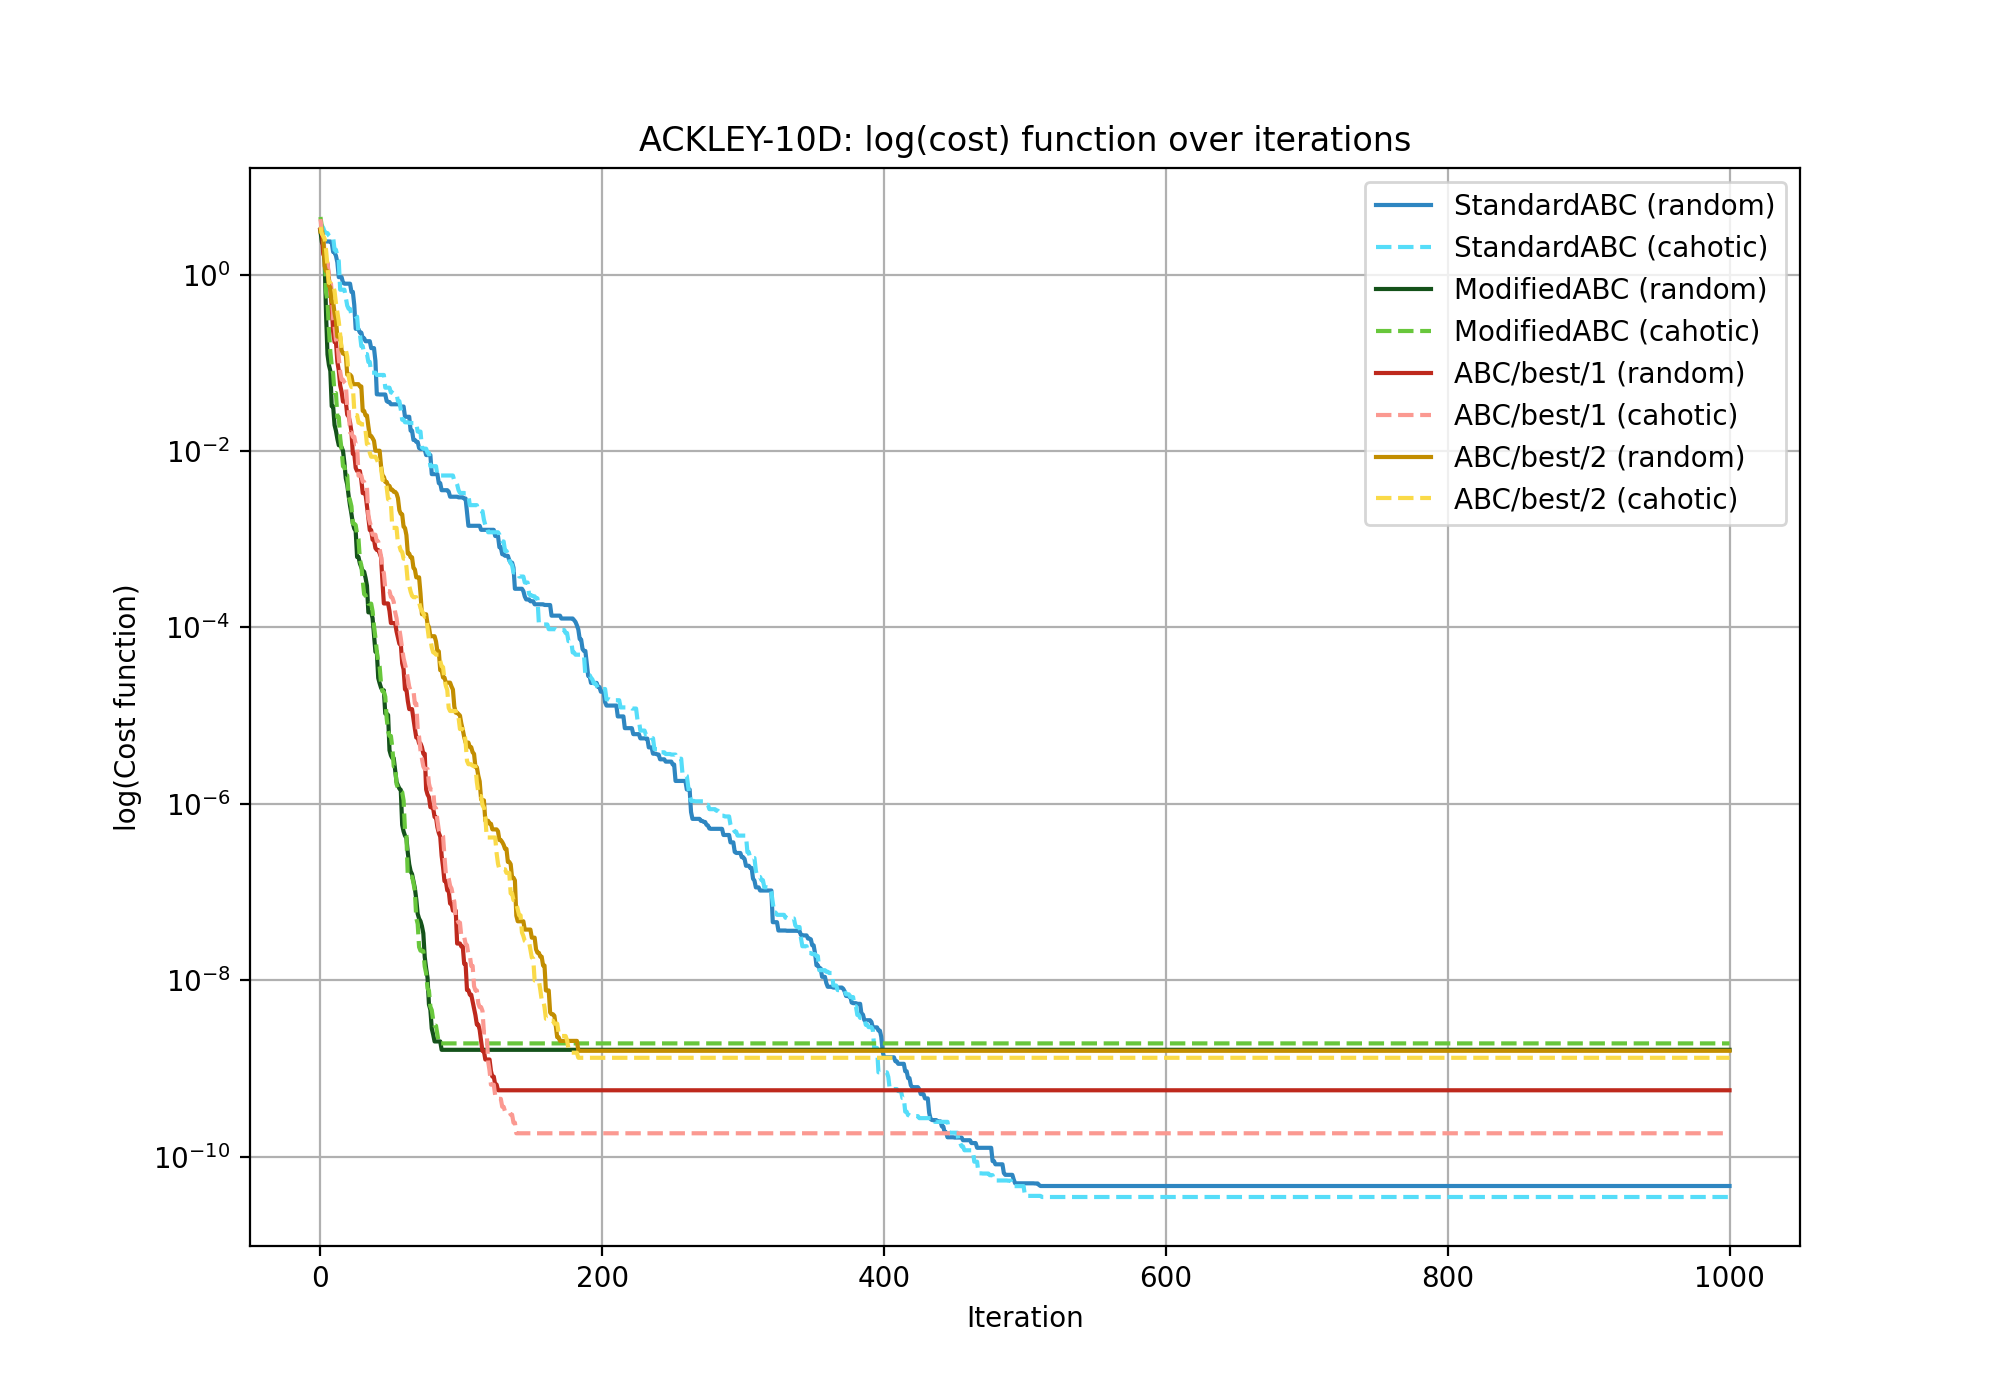 ACKLEY-10D: log(cost) function over iterations
StandardABC (random)
StandardABC (cahotic)
ModifiedABC (random)
ModifiedABC (cahotic)
ABC/best/1 (random)
ABC/best/1 (cahotic)
ABC/best/2 (random)
ABC/best/2 (cahotic)
log(Cost function)
10⁰
10⁻²
10⁻⁴
10⁻⁶
10⁻⁸
10⁻¹⁰
0 200 400 600 800 1000
Iteration